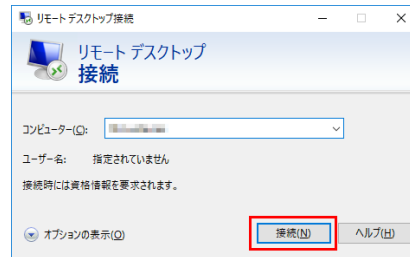 リモート デスクトップ接続
リモート デスクトップ
接続
コンピューター(C):
ユーザー名: 指定されていません
接続時には資格情報を要求されます。
オプションの表示(O) 接続(N) ヘルプ(H)